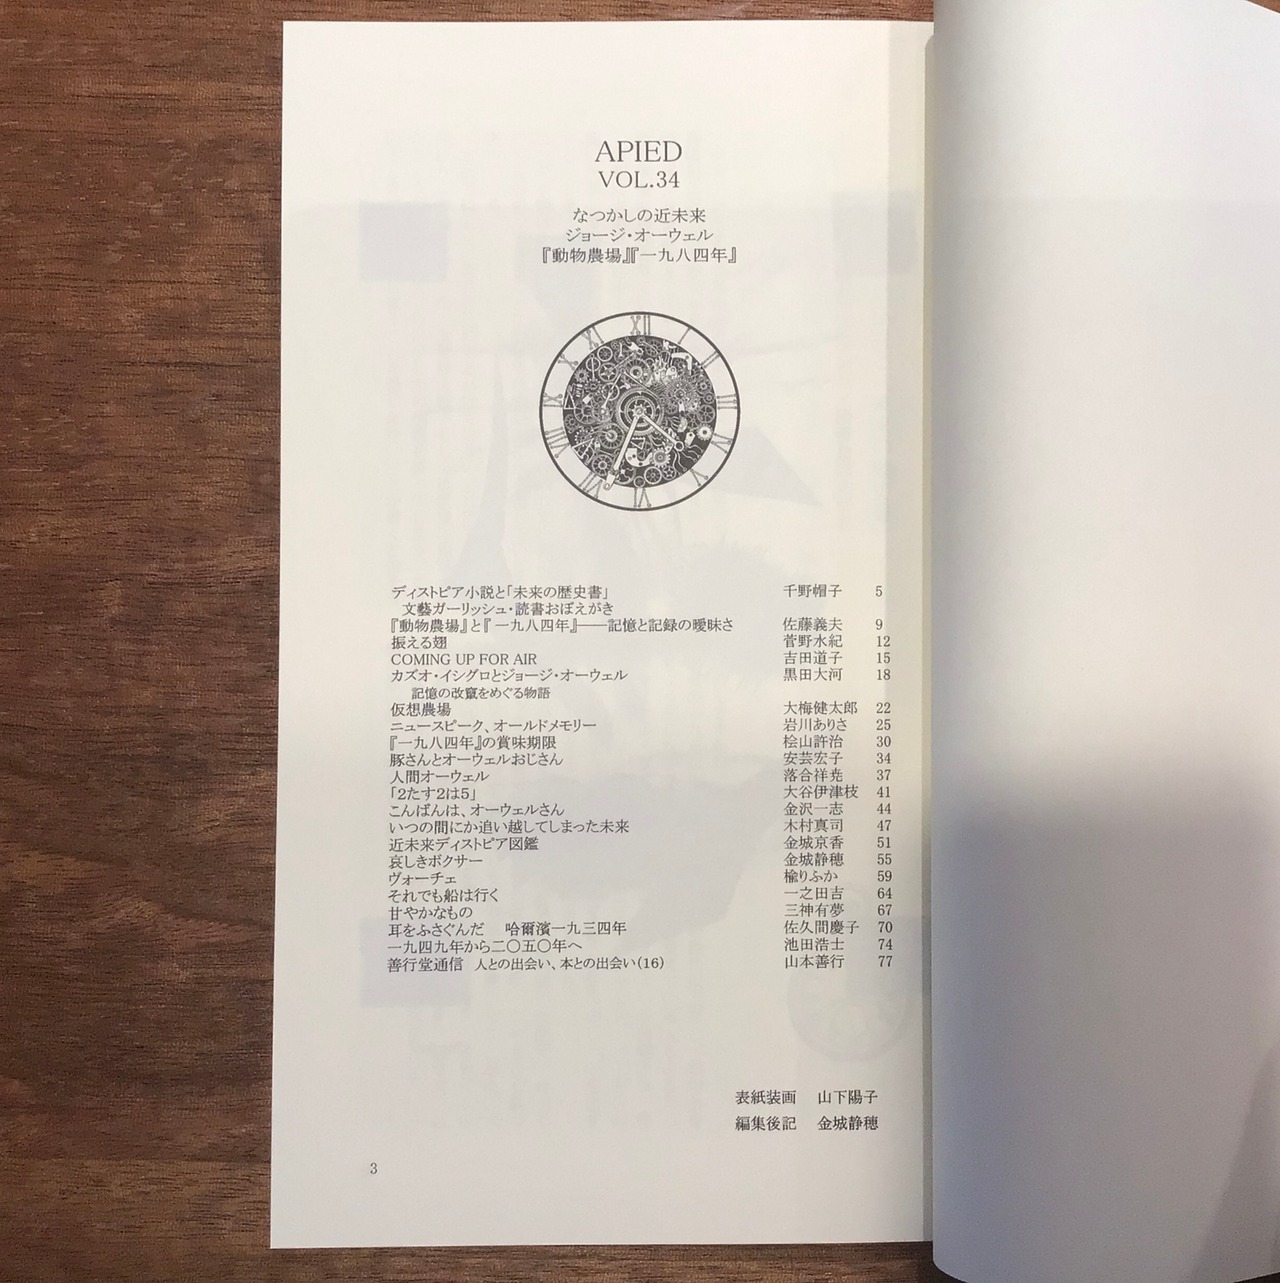 APIED
VOL.34
なつかしの近未来
ジョージ・オーウェル
『動物農場』『一九八四年』
ディストピア小説と「未来の歴史書」 千野帽子 5
文藝ガーリッシュ・読書おぼえがき
『動物農場』と『一九八四年』――記憶と記録の曖昧さ 佐藤義夫 9
振える翅 菅野水紀 12
COMING UP FOR AIR 吉田道子 15
カズオ・イシグロとジョージ・オーウェル 黒田大河 18
記憶の改竄をめぐる物語
仮想農場 大梅健太郎 22
ニュースピーク、オールドメモリー 岩川ありさ 25
『一九八四年』の賞味期限 桧山許治 30
豚さんとオーウェルおじさん 安芸宏子 34
人間オーウェル 落合祥尭 37
「2たす2は5」 大谷伊津枝 41
こんばんは、オーウェルさん 金沢一志 44
いつの間にか追い越してしまった未来 木村真司 47
近未来ディストピア図鑑 金城京香 51
哀しきボクサー 金城静穂 55
ヴォーチェ 楡りふか 59
それでも船は行く 一之田吉 64
甘やかなもの 三神有夢 67
耳をふさぐんだ 哈爾濱一九三四年 佐久間慶子 70
一九四九年から二〇五〇年へ 池田浩士 74
善行堂通信 人との出会い、本との出会い(16) 山本善行 77
表紙装画 山下陽子
編集後記 金城静穂
3